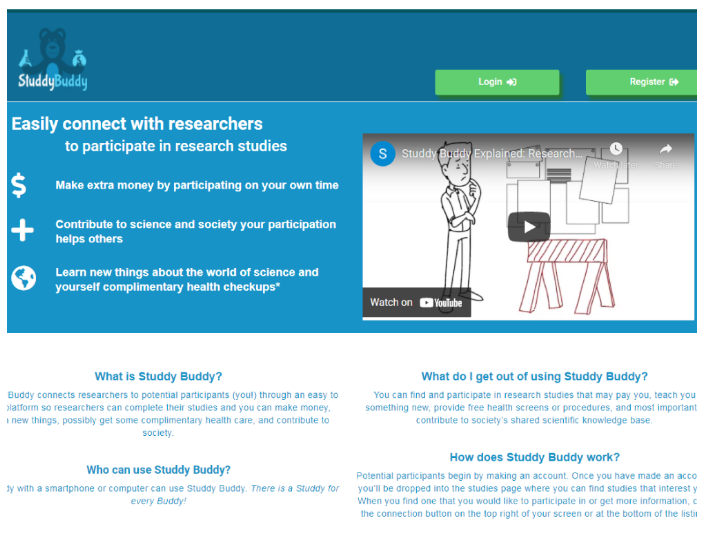 StuddyBuddy
Login
Register
Easily connect with researchers
to participate in research studies
Make extra money by participating on your own time
Contribute to science and society your participation
helps others
Learn new things about the world of science and
yourself complimentary health checkups*
S Studdy Buddy Explained: Research...
Share
Watch on YouTube
What is Studdy Buddy?
Buddy connects researchers to potential participants (you!) through an easy to
platform so researchers can complete their studies and you can make money,
new things, possibly get some complimentary health care, and contribute to
society.
Who can use Studdy Buddy?
with a smartphone or computer can use Studdy Buddy. There is a Studdy for
every Buddy!
What do I get out of using Studdy Buddy?
You can find and participate in research studies that may pay you, teach you
something new, provide free health screens or procedures, and most important
contribute to society's shared scientific knowledge base.
How does Studdy Buddy work?
Potential participants begin by making an account. Once you have made an acco
you'll be dropped into the studies page where you can find studies that interest y
When you find one that you would like to participate in or get more information, c
the connection button on the top right of your screen or at the bottom of the listi